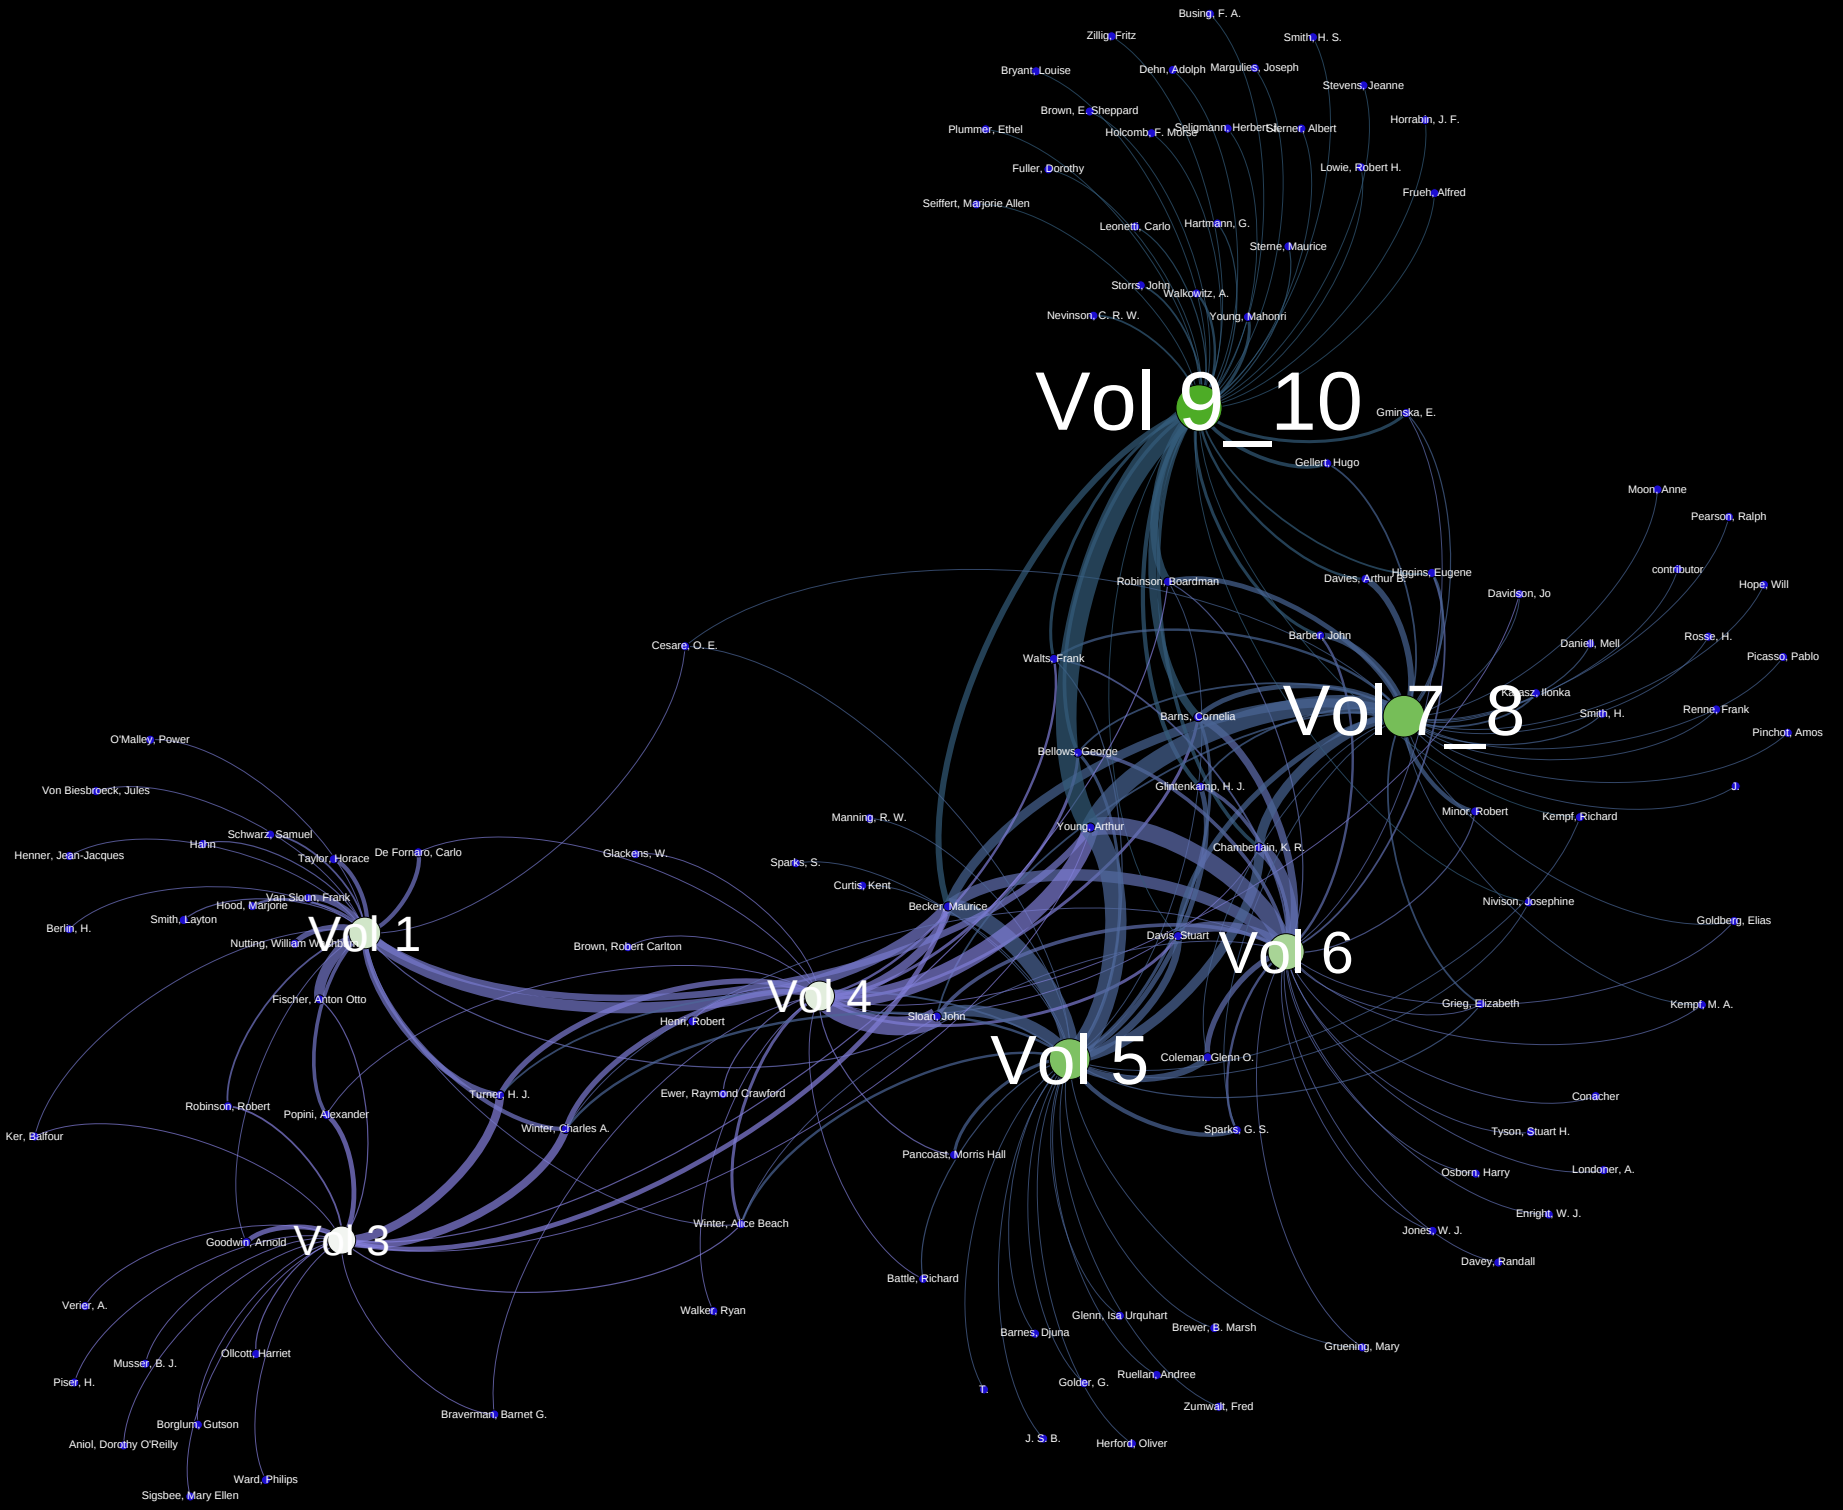 Busing, F. A.
Zillig, Fritz
Smith, H. S.
Bryant, Louise
Dehn, Adolph
Margulies, Joseph
Stevens, Jeanne
Brown, E. Sheppard
Horrabin, J. F.
Plummer, Ethel
Holcomb, F. Morse
Seligmann, Herbert J.
Sterner, Albert
Fuller, Dorothy
Lowie, Robert H.
Frueh, Alfred
Seiffert, Marjorie Allen
Leonetti, Carlo
Hartmann, G.
Sterne, Maurice
Storrs, John
Walkowitz, A.
Nevinson, C. R. W.
Young, Mahonri
Vol 9_10
Gminska, E.
Gellert, Hugo
Moon, Anne
Pearson, Ralph
contributor
Hope, Will
Robinson, Boardman
Davies, Arthur B.
Higgins, Eugene
Davidson, Jo
Barber, John
Daniell, Mell
Rosse, H.
Cesare, O. E.
Walts, Frank
Picasso, Pablo
Karasz, Ilonka
Vol 7_8
Smith, H.
Renne, Frank
Barns, Cornelia
Pinchot, Amos
O'Malley, Power
Bellows, George
Von Biesbroeck, Jules
Glintenkamp, H. J.
J.
Minor, Robert
Kempf, Richard
Manning, R. W.
Young, Arthur
Schwarz, Samuel
Hahn
Henner, Jean-Jacques
Taylor, Horace
De Fornaro, Carlo
Glackens, W.
Chamberlain, K. R.
Sparks, S.
Curtis, Kent
Van Sloun, Frank
Hood, Marjorie
Becker, Maurice
Nivison, Josephine
Smith, Layton
Berlin, H.
Goldberg, Elias
Vol 1
Nutting, William Washburn
Brown, Robert Carlton
Davis, Stuart
Vol 6
Fischer, Anton Otto
Vol 4
Grieg, Elizabeth
Kempf, M. A.
Henri, Robert
Sloan, John
Vol 5
Coleman, Glenn O.
Turner, H. J.
Ewer, Raymond Crawford
Conacher
Robinson, Robert
Popini, Alexander
Winter, Charles A.
Sparks, G. S.
Tyson, Stuart H.
Ker, Balfour
Pancoast, Morris Hall
Osborn, Harry
Londoner, A.
Winter, Alice Beach
Enright, W. J.
Jones, W. J.
Goodwin, Arnold
Vol 3
Davey, Randall
Battle, Richard
Verier, A.
Walker, Ryan
Glenn, Isa Urquhart
Barnes, Djuna
Brewer, B. Marsh
Gruening, Mary
Ollcott, Harriet
Musser, B. J.
Piser, H.
Ruellan, Andree
Golder, G.
T.
Zumwalt, Fred
Braverman, Barnet G.
Borglum, Gutson
Aniol, Dorothy O'Reilly
J. S. B.
Herford, Oliver
Ward, Philips
Sigsbee, Mary Ellen